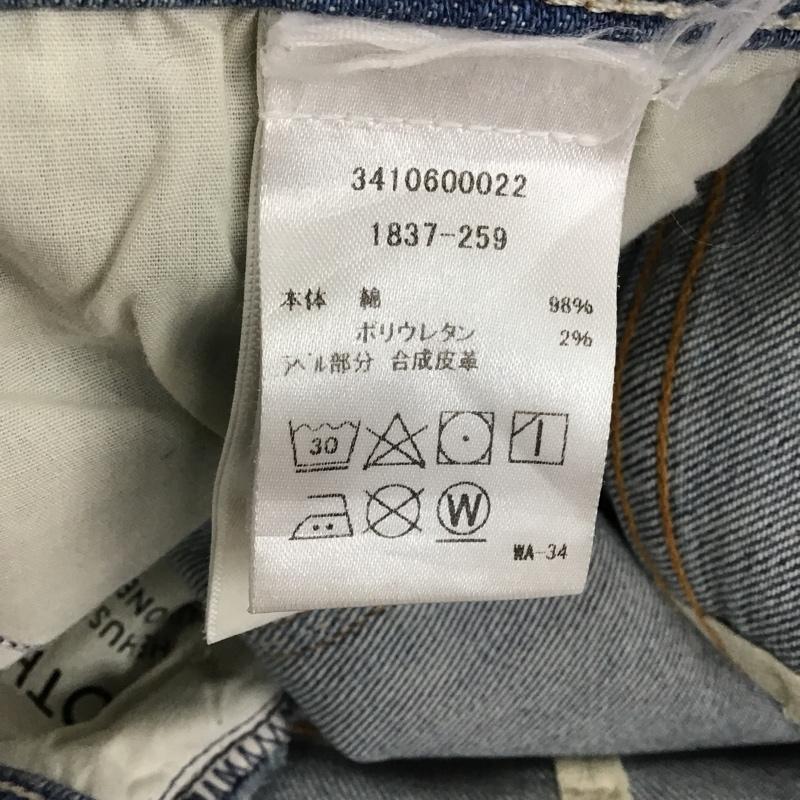 3410600022
1837-259
本体 綿 98%
ポリウレタン 2%
ラベル部分 合成皮革
30
W
WA-34